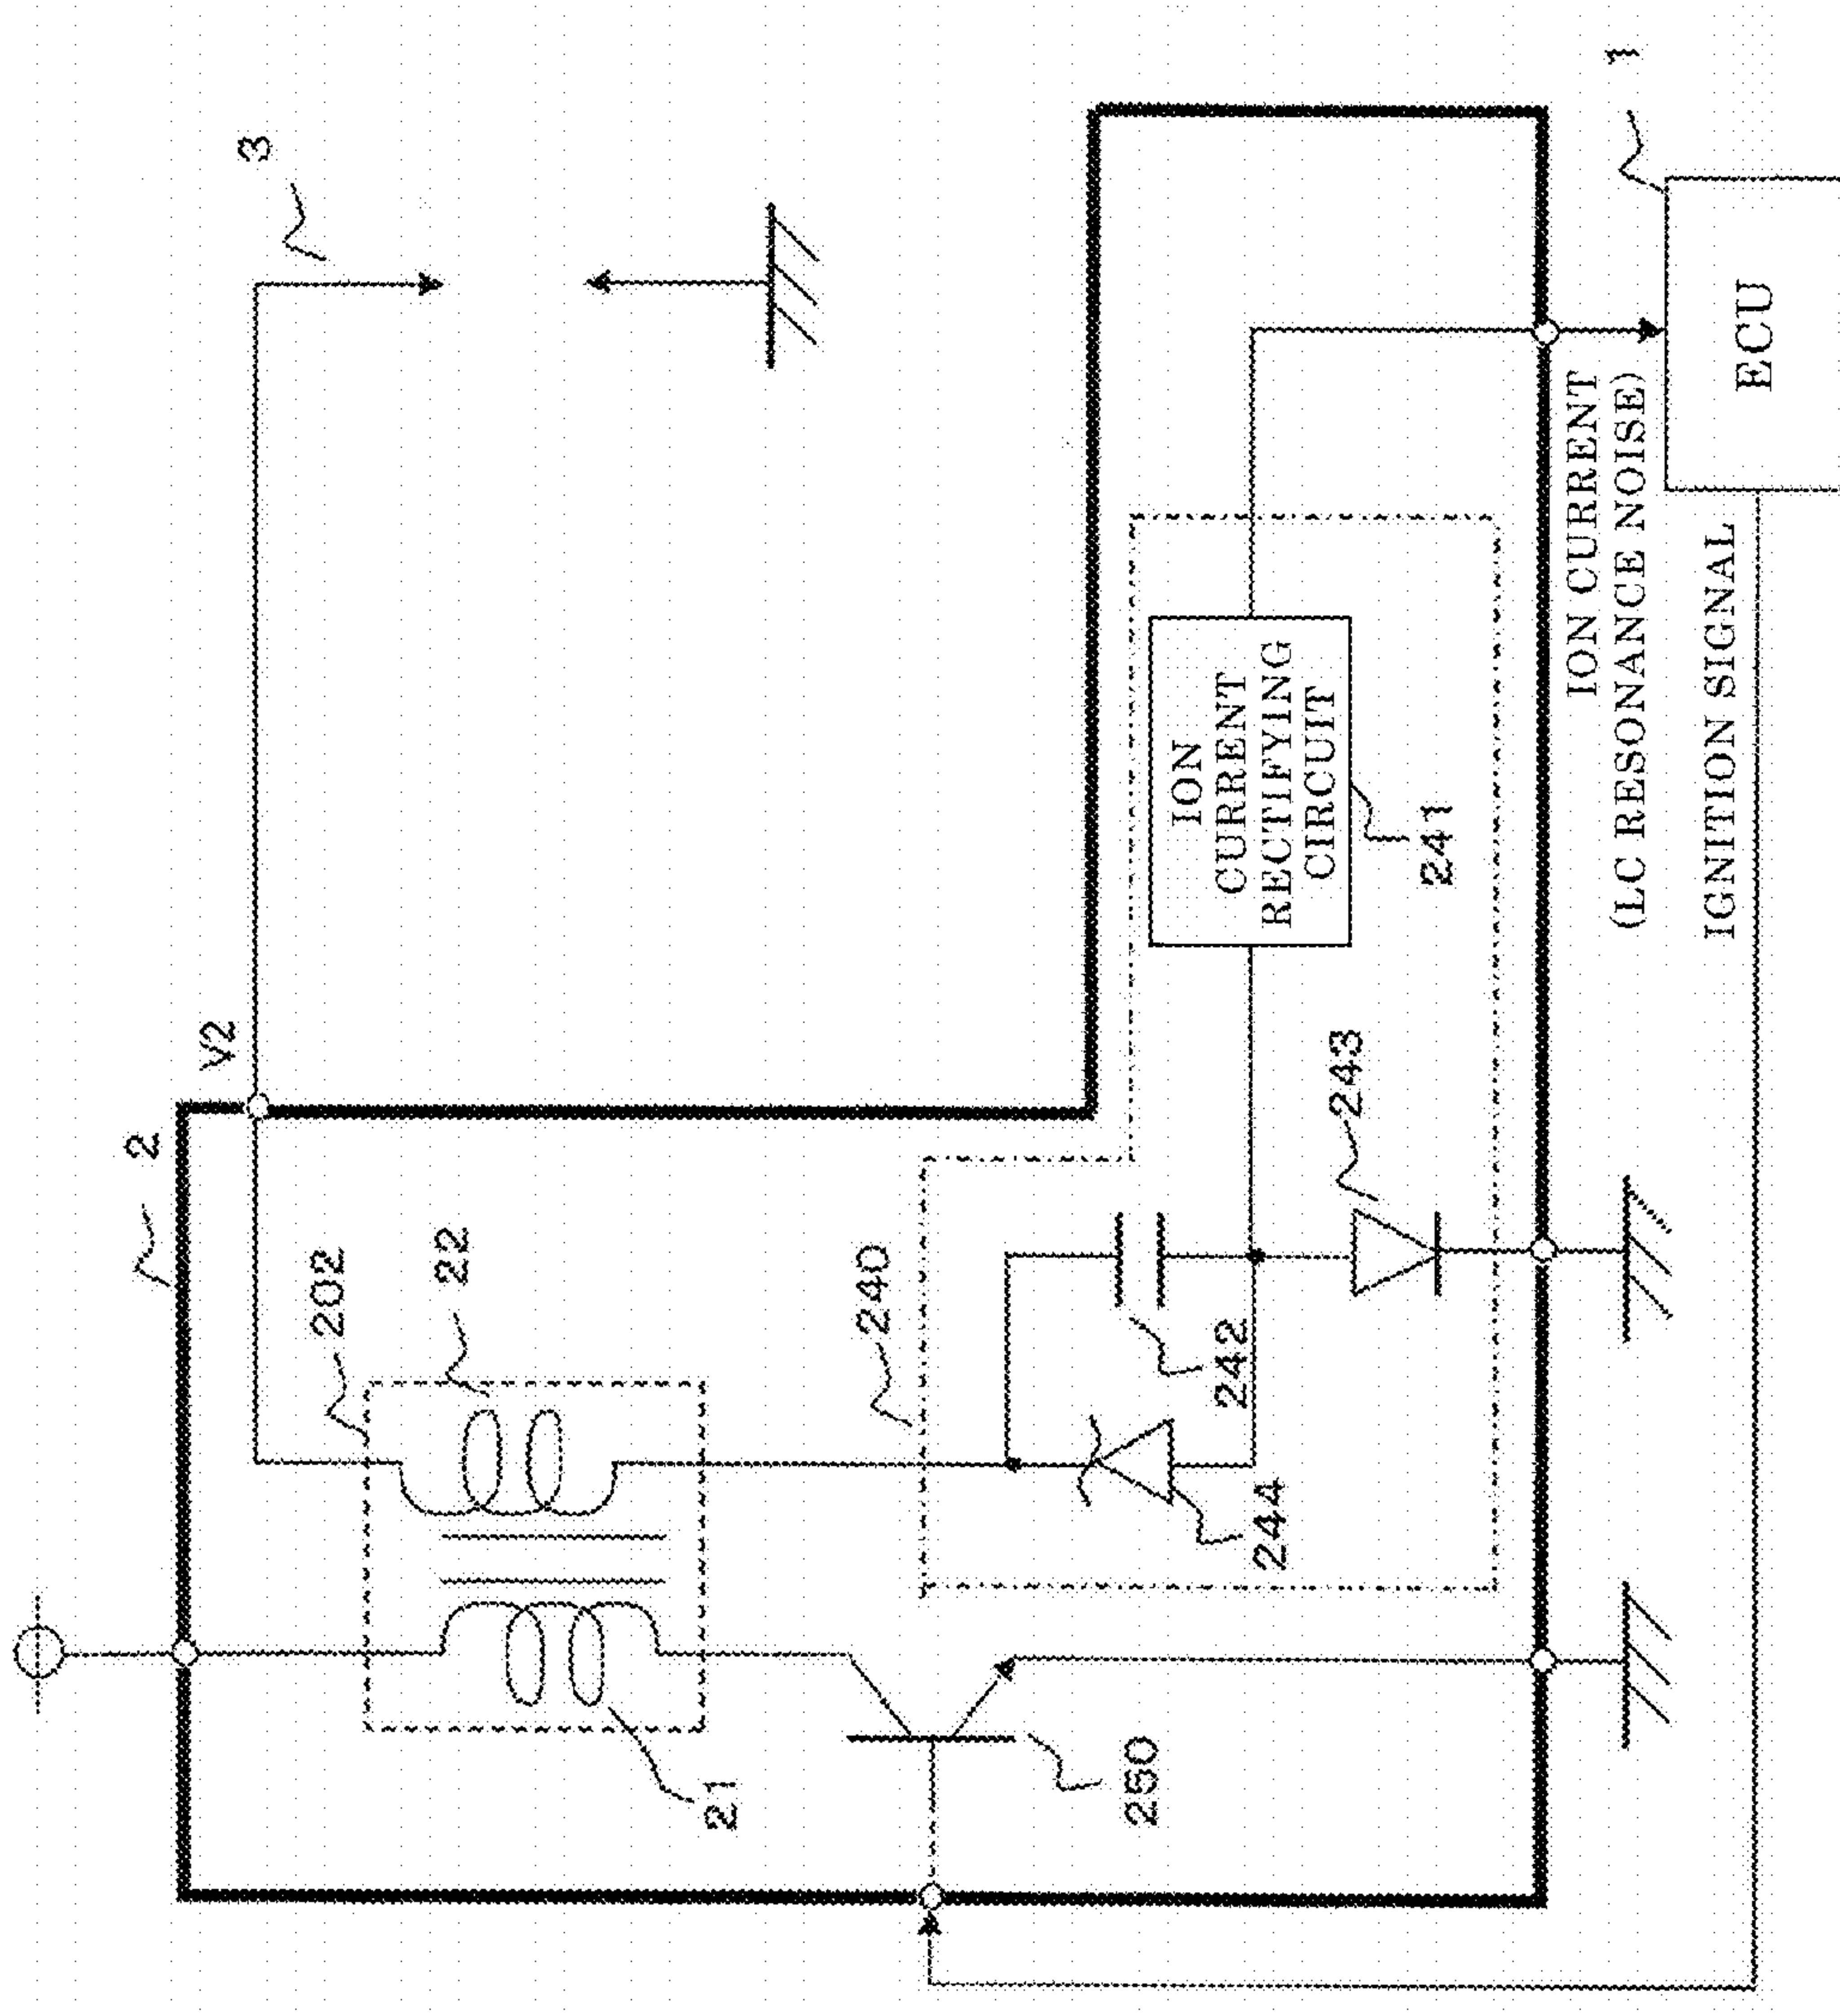 3
V2
2
202
22
21
240
242
244
243
250
ION
CURRENT
RECTIFYING
CIRCUIT
241
ION CURRENT
(LC RESONANCE NOISE)
IGNITION SIGNAL
1
ECU